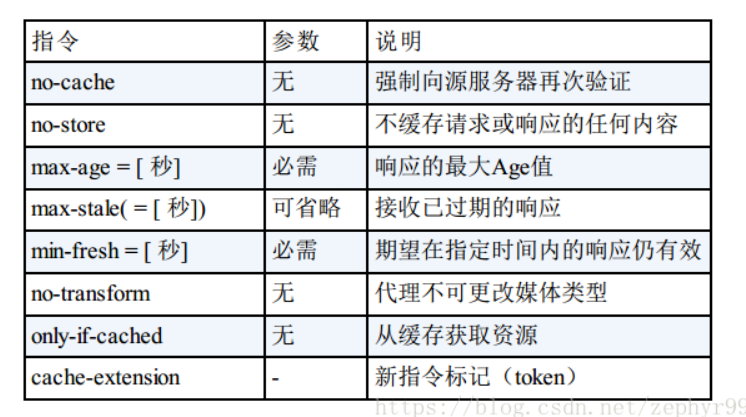 指令 参数 说明
no-cache 无 强制向源服务器再次验证
no-store 无 不缓存请求或响应的任何内容
max-age = [ 秒] 必需 响应的最大Age值
max-stale( = [ 秒]) 可省略 接收已过期的响应
min-fresh = [ 秒] 必需 期望在指定时间内的响应仍有效
no-transform 无 代理不可更改媒体类型
only-if-cached 无 从缓存获取资源
cache-extension - 新指令标记（token）
https://blog.csdn.net/zephyr99